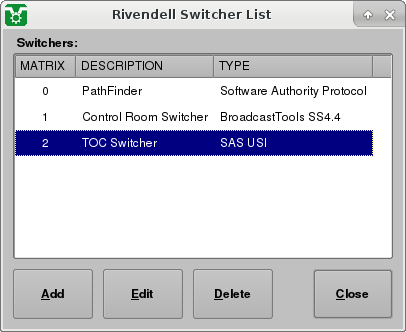 Rivendell Switcher List
Switchers:
MATRIX DESCRIPTION TYPE
0 PathFinder Software Authority Protocol
1 Control Room Switcher BroadcastTools SS4.4
2 TOC Switcher SAS USI
Add Edit Delete Close